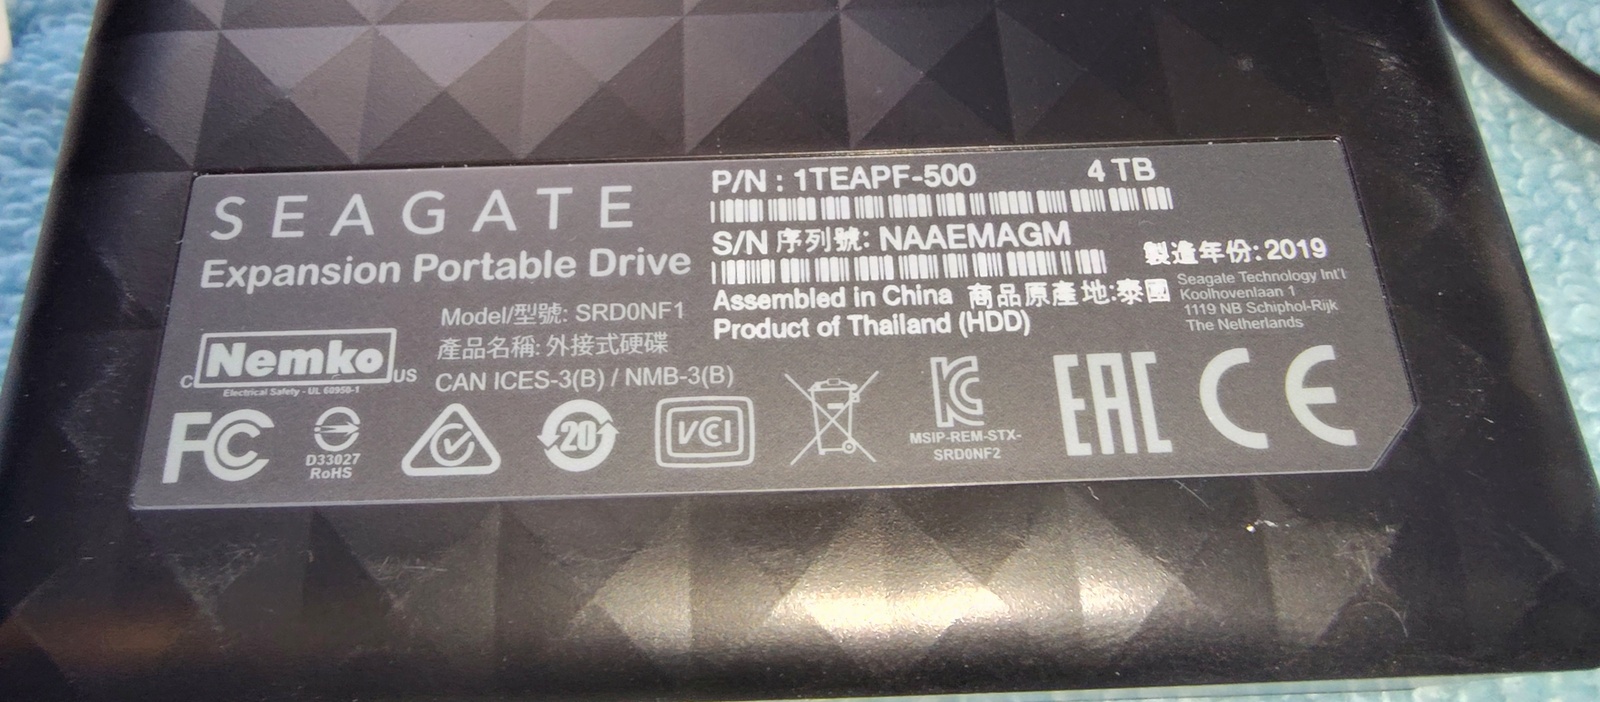 SEAGATE
Expansion Portable Drive
Model/型號: SRD0NF1
產品名稱: 外接式硬碟
CAN ICES-3(B) / NMB-3(B)
C Nemko US
Electrical Safety - UL 60950-1
P/N : 1TEAPF-500 4 TB
S/N 序列號: NAAEMAGM
製造年份: 2019
Assembled in China 商品原產地:泰國
Product of Thailand (HDD)
Seagate Technology Int'l
Koolhovenlaan 1
1119 NB Schiphol-Rijk
The Netherlands
FC
D33027
RoHS
20
VCI
KC
MSIP-REM-STX-
SRD0NF2
EAC
CE